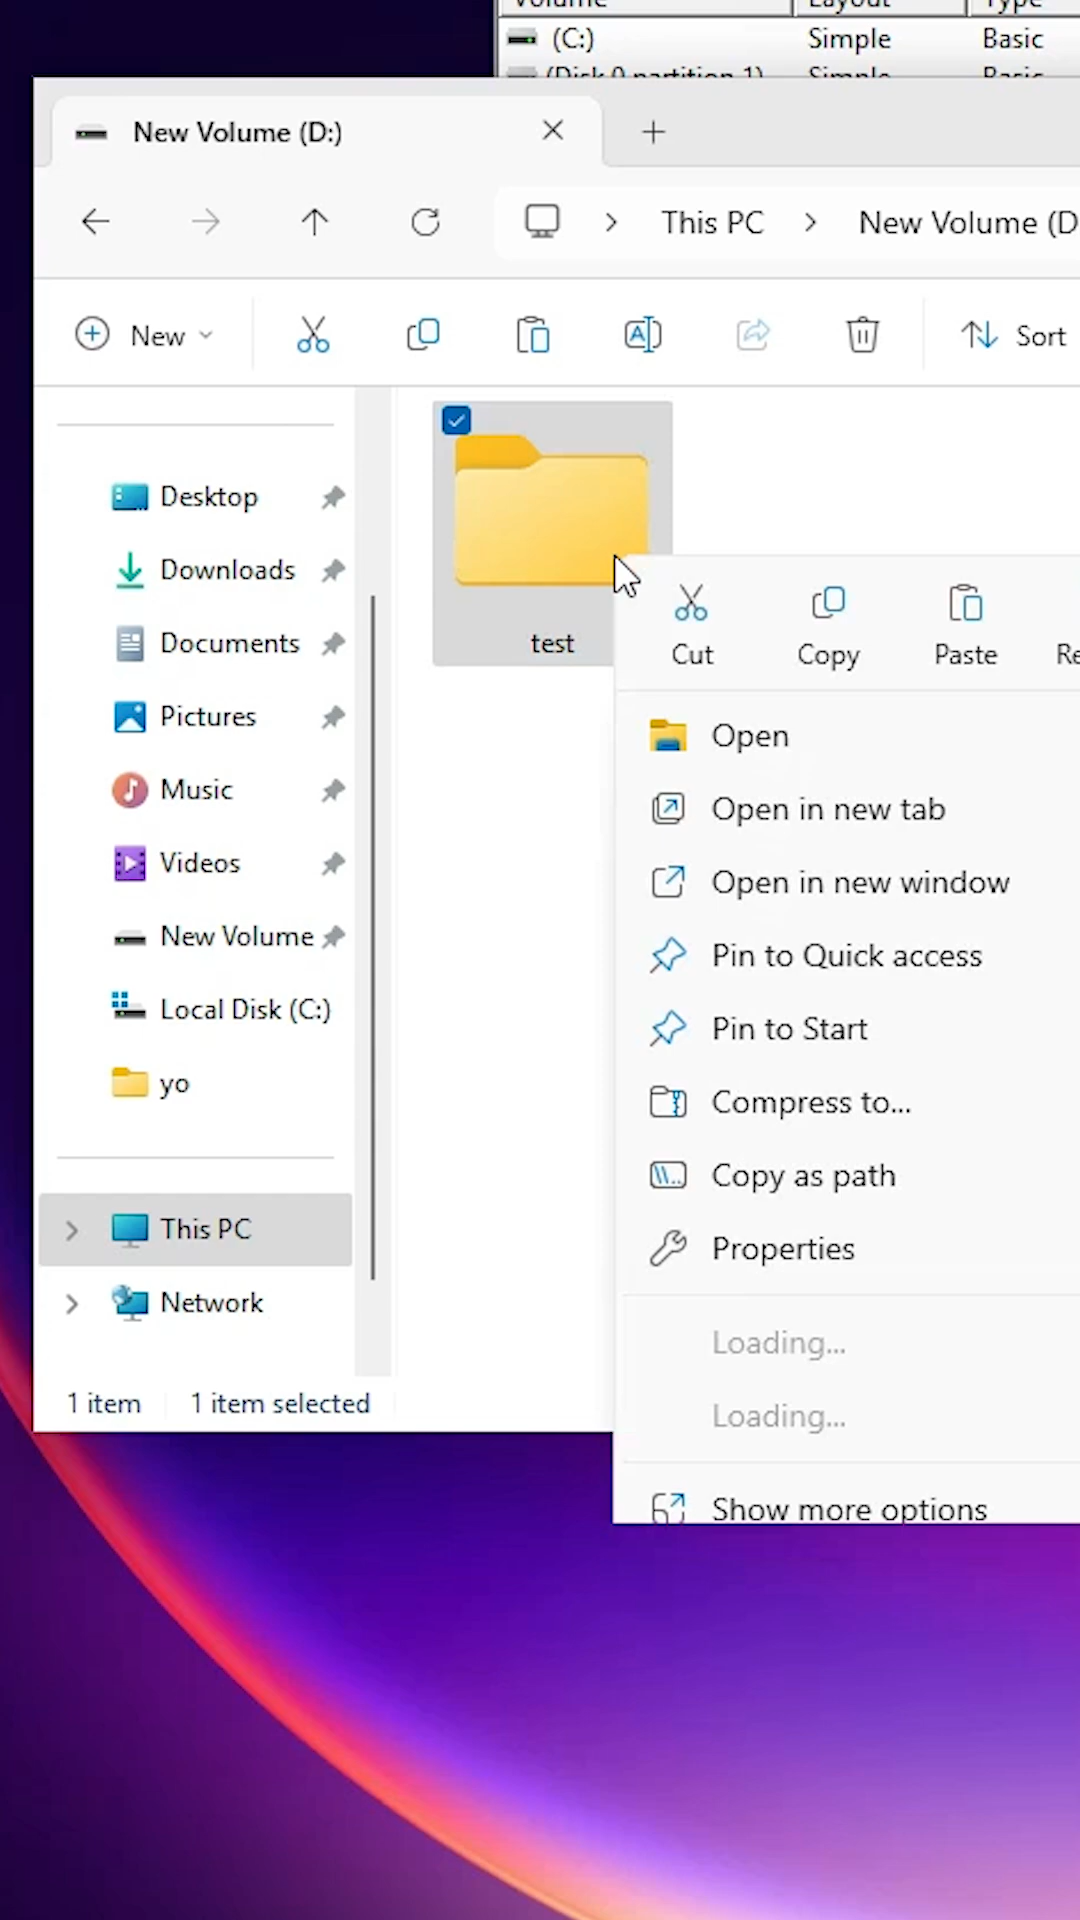 Volume Layout Type
(C:) Simple Basic
(Disk 0 partition 1) Simple Basic
New Volume (D:)
This PC New Volume (D
New Sort
Desktop
Downloads
Documents
Pictures
Music
Videos
New Volume
Local Disk (C:)
yo
This PC
Network
1 item 1 item selected
test
Cut Copy Paste Re
Open
Open in new tab
Open in new window
Pin to Quick access
Pin to Start
Compress to...
Copy as path
Properties
Loading...
Loading...
Show more options